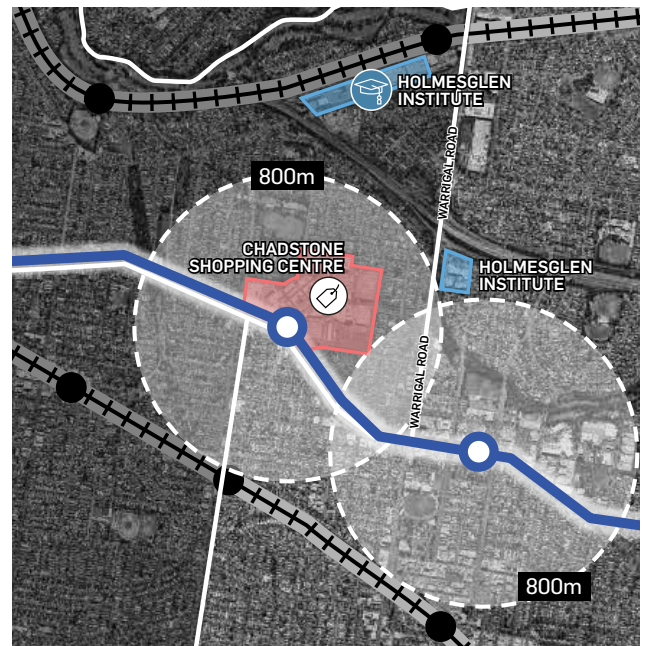 HOLMESGLEN
INSTITUTE
WARRIGAL ROAD
800m
CHADSTONE
SHOPPING CENTRE
HOLMESGLEN
INSTITUTE
WARRIGAL ROAD
800m